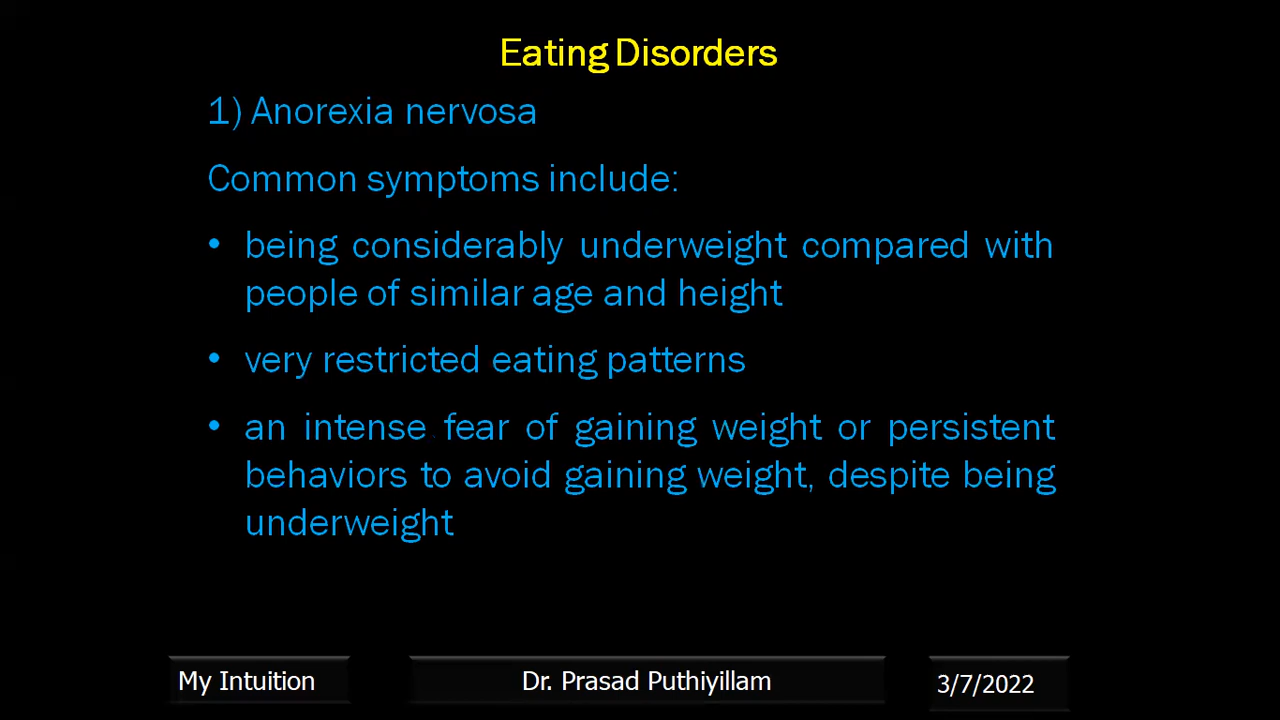 Eating Disorders
1) Anorexia nervosa
Common symptoms include:
• being considerably underweight compared with
people of similar age and height
• very restricted eating patterns
• an intense fear of gaining weight or persistent
behaviors to avoid gaining weight, despite being
underweight
My Intuition
Dr. Prasad Puthiyillam
3/7/2022